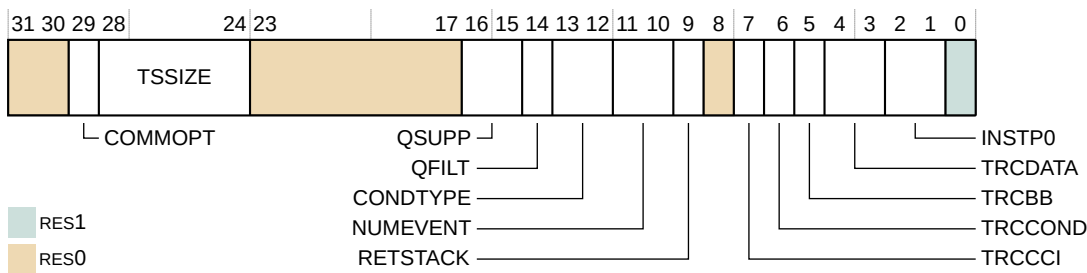 31 30 29 28 24 23 17 16 15 14 13 12 11 10 9 8 7 6 5 4 3 2 1 0
TSSIZE
COMMOPT QSUPP INSTP0
QFILT TRCDATA
CONDTYPE TRCBB
RES1 NUMEVENT TRCCOND
RES0 RETSTACK TRCCCI